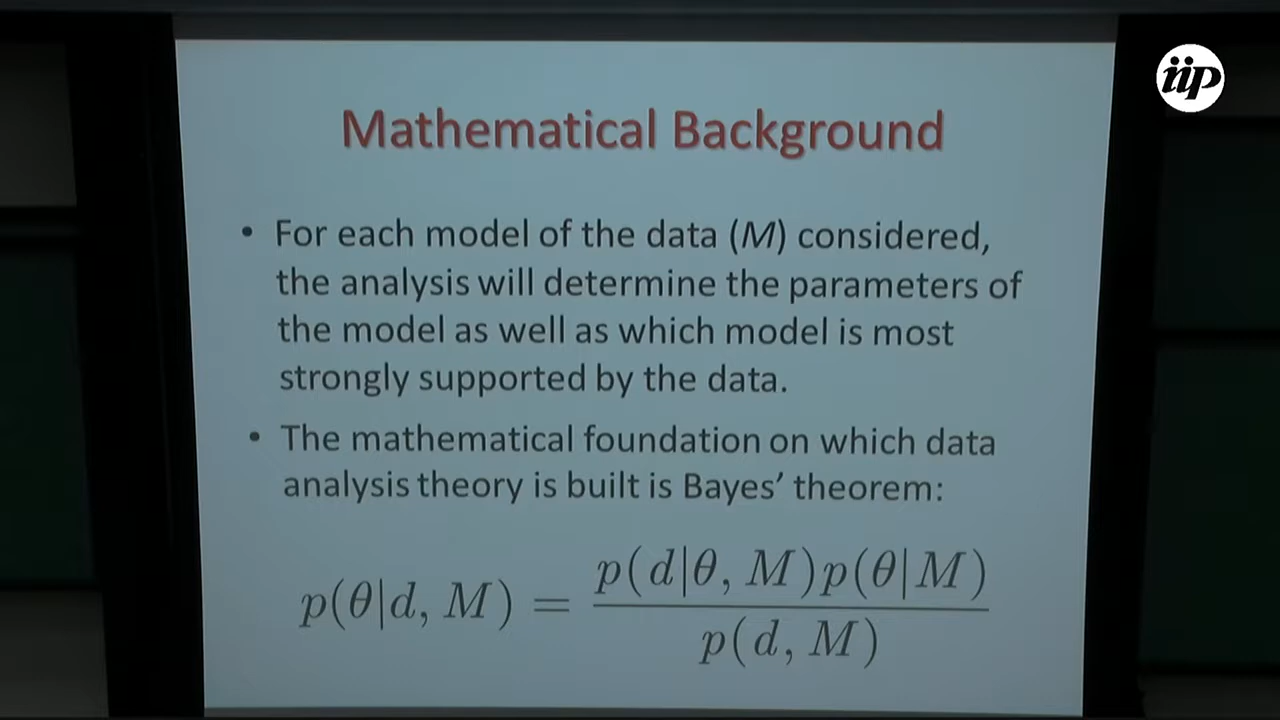 iip
Mathematical Background
• For each model of the data (M) considered,
the analysis will determine the parameters of
the model as well as which model is most
strongly supported by the data.
• The mathematical foundation on which data
analysis theory is built is Bayes’ theorem:
p(θ|d, M) = p(d|θ, M)p(θ|M) / p(d, M)